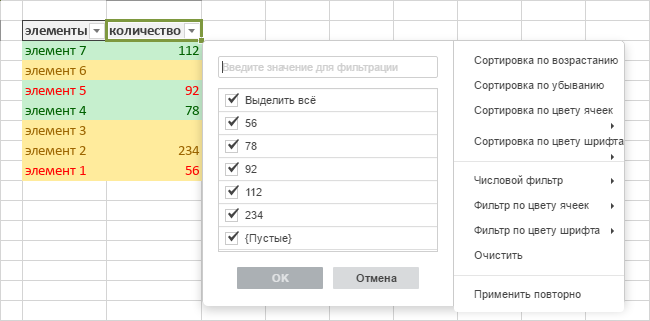 элементы количество
элемент 7 112
элемент 6
элемент 5 92
элемент 4 78
элемент 3
элемент 2 234
элемент 1 56
Введите значение для фильтрации
Выделить всё
56
78
92
112
234
{Пустые}
OK Отмена
Сортировка по возрастанию
Сортировка по убыванию
Сортировка по цвету ячеек
Сортировка по цвету шрифта
Числовой фильтр
Фильтр по цвету ячеек
Фильтр по цвету шрифта
Очистить
Применить повторно